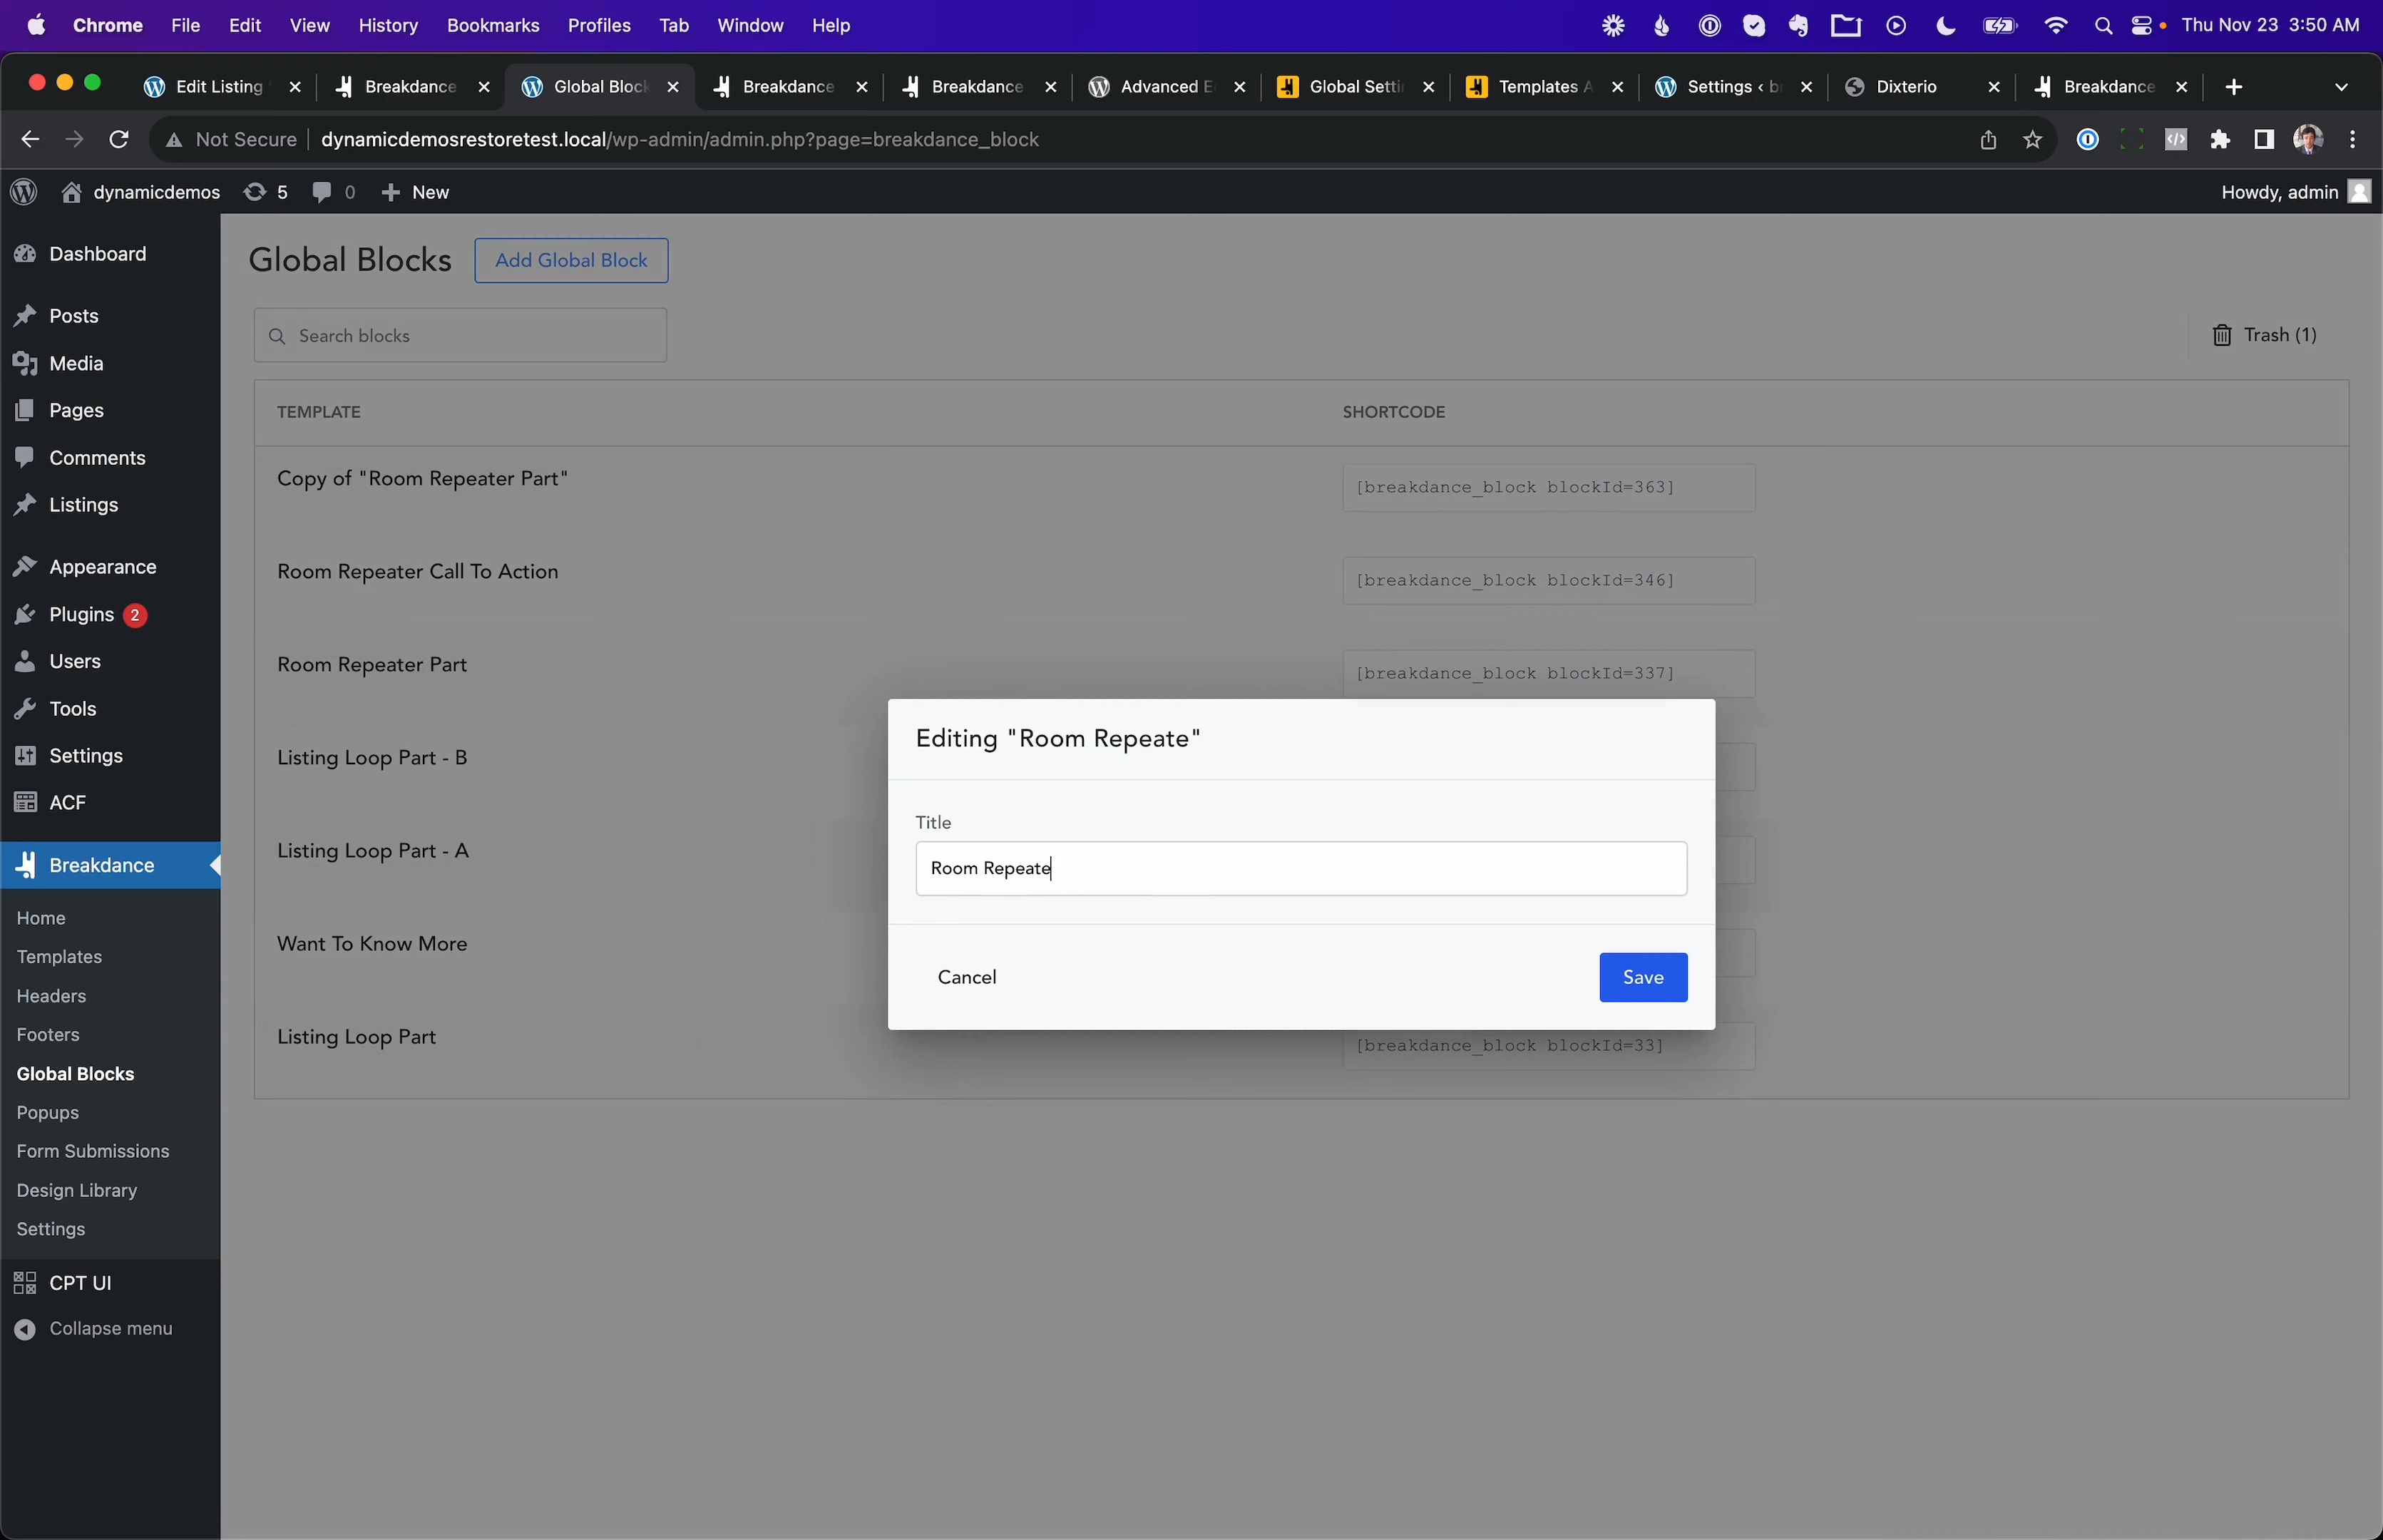 Chrome File Edit View History Bookmarks Profiles Tab Window Help Thu Nov 23 3:50 AM
Edit Listing Breakdance Global Block Breakdance Breakdance Advanced E Global Settin Templates A Settings ‹ b Dixterio Breakdance
Not Secure dynamicdemosrestoretest.local/wp-admin/admin.php?page=breakdance_block
dynamicdemos 5 0 New Howdy, admin
Dashboard
Posts
Media
Pages
Comments
Listings
Appearance
Plugins 2
Users
Tools
Settings
ACF
Breakdance
Home
Templates
Headers
Footers
Global Blocks
Popups
Form Submissions
Design Library
Settings
CPT UI
Collapse menu
Global Blocks Add Global Block
Search blocks Trash (1)
TEMPLATE SHORTCODE
Copy of "Room Repeater Part" [breakdance_block blockId=363]
Room Repeater Call To Action [breakdance_block blockId=346]
Room Repeater Part [breakdance_block blockId=337]
Listing Loop Part - B
Listing Loop Part - A
Want To Know More
Listing Loop Part [breakdance_block blockId=33]
Editing "Room Repeate"
Title
Room Repeate
Cancel Save